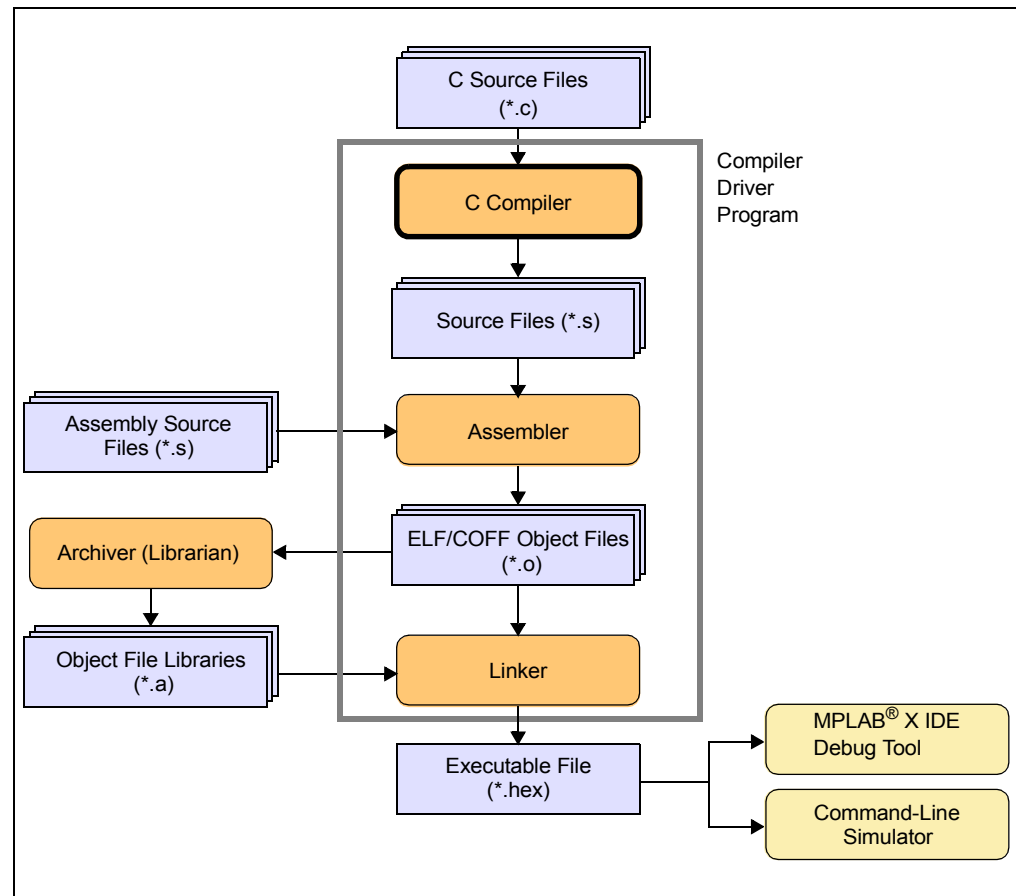 C Source Files
(*.c)
Compiler
Driver
Program
C Compiler
Source Files (*.s)
Assembly Source
Files (*.s)
Assembler
Archiver (Librarian)
ELF/COFF Object Files
(*.o)
Object File Libraries
(*.a)
Linker
Executable File
(*.hex)
MPLAB® X IDE
Debug Tool
Command-Line
Simulator